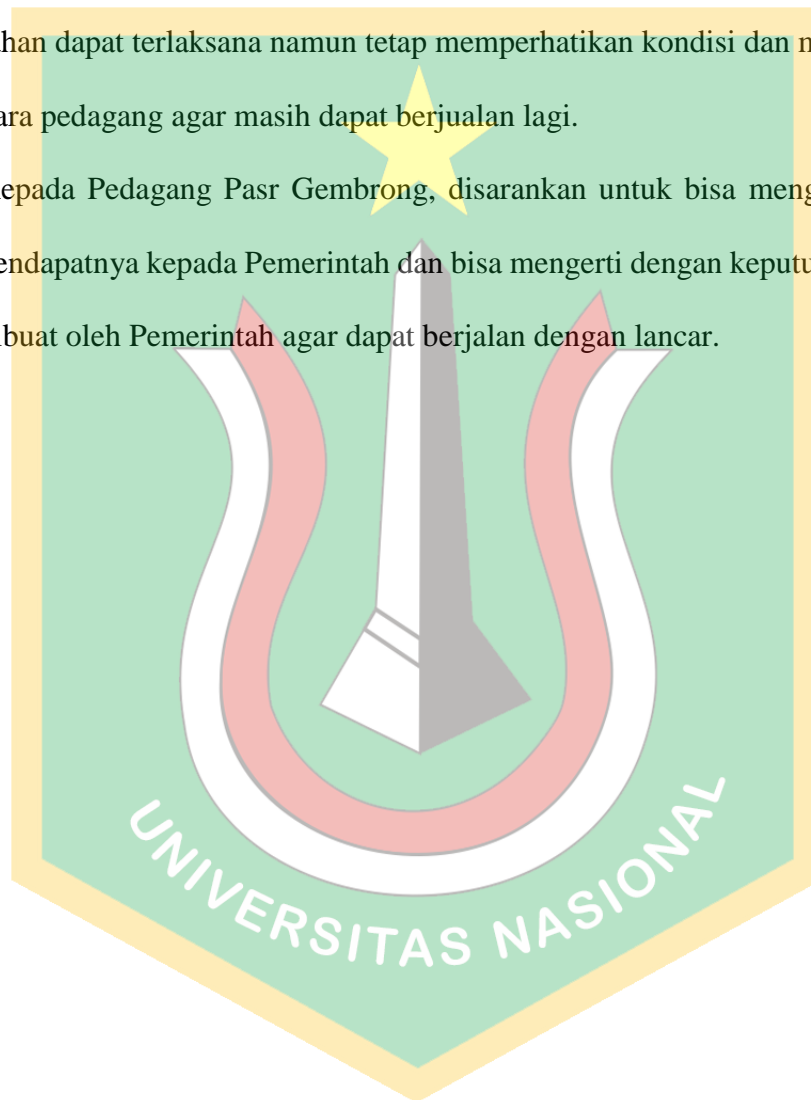 han dapat terlaksana namun tetap memperhatikan kondisi dan
ara pedagang agar masih dapat berjualan lagi.
epada Pedagang Pasr Gembrong, disarankan untuk bisa meng
endapatnya kepada Pemerintah dan bisa mengerti dengan keputu
buat oleh Pemerintah agar dapat berjalan dengan lancar.
UNIVERSITAS NASIONAL